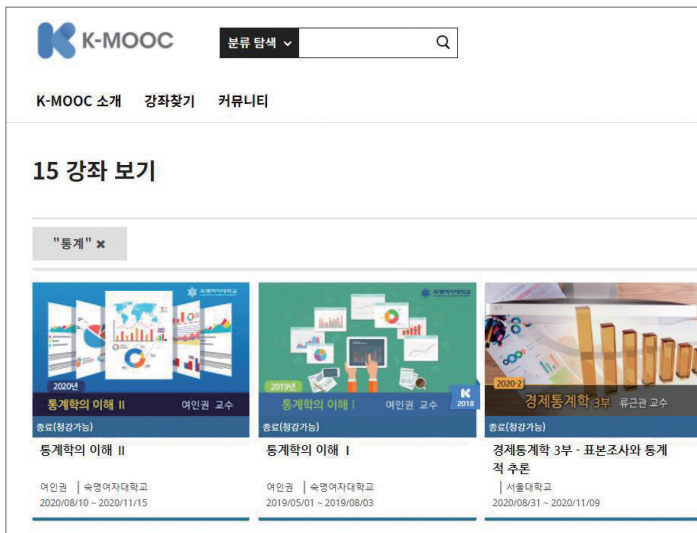 K-MOOC
분류 탐색
K-MOOC 소개 강좌찾기 커뮤니티
15 강좌 보기
"통계" ✖
숙명여자대학교
2020년
통계학의 이해 II 여인권 교수
종료(청강가능)
통계학의 이해 II
여인권 | 숙명여자대학교
2020/08/10 ~ 2020/11/15
숙명여자대학교
2019년
통계학의 이해 I 여인권 교수
K
2018
종료(청강가능)
통계학의 이해 I
여인권 | 숙명여자대학교
2019/05/01 ~ 2019/08/03
2020-2
경제통계학 3부 류근관 교수
종료(청강가능)
경제통계학 3부 - 표본조사와 통계
적 추론
| 서울대학교
2020/08/31 ~ 2020/11/09